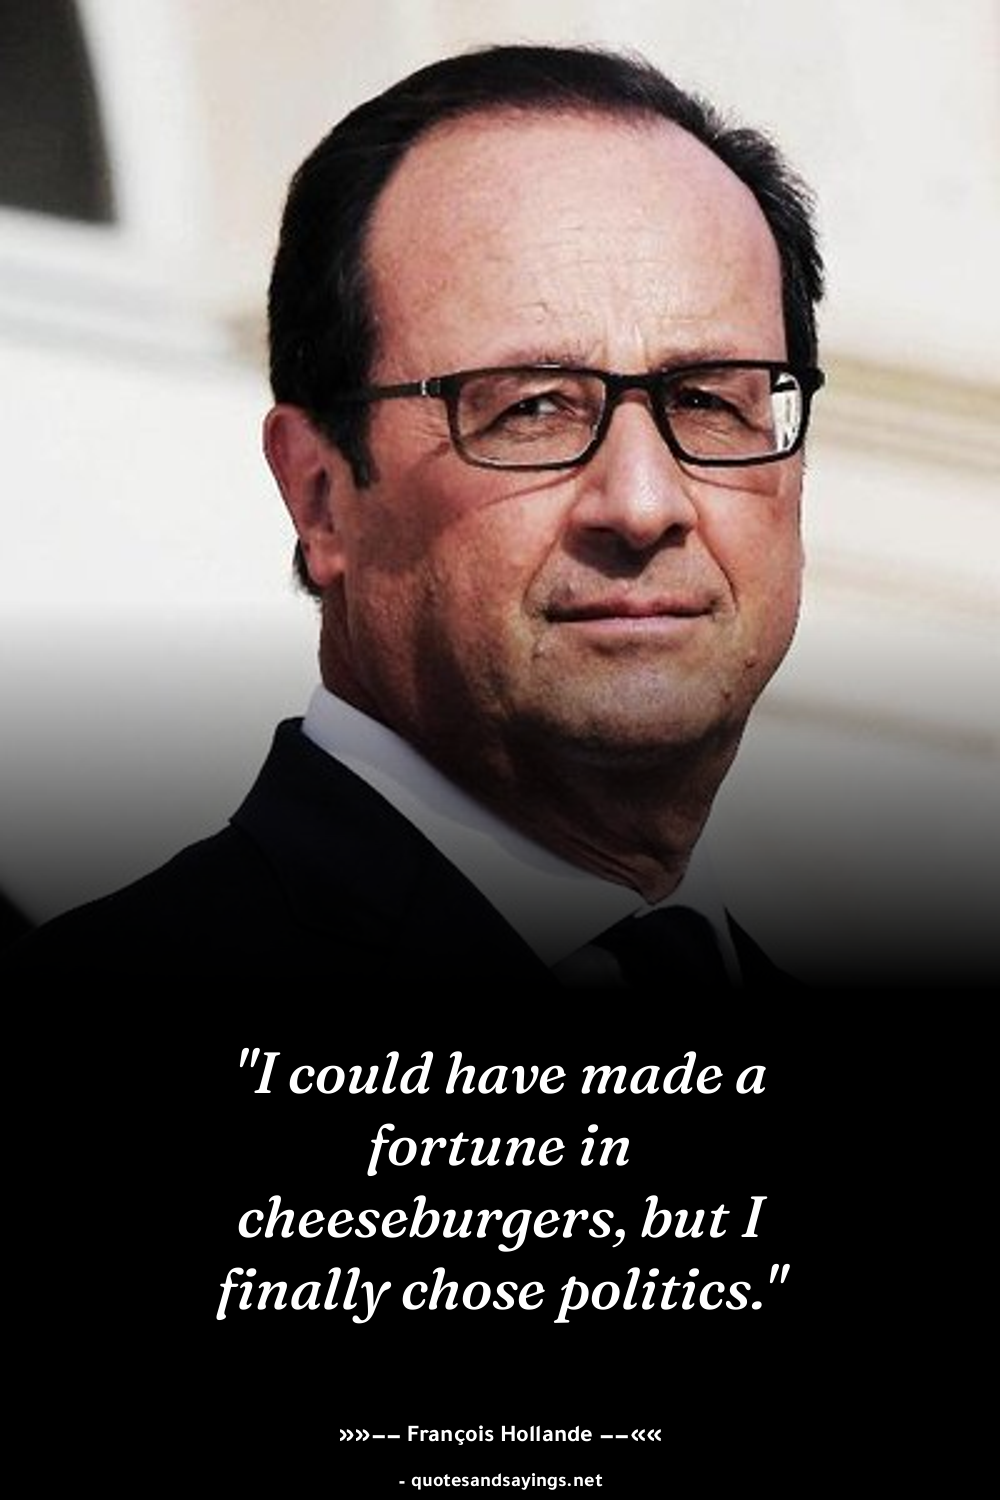 "I could have made a
fortune in
cheeseburgers, but I
finally chose politics."
»»–– François Hollande ––««
- quotesandsayings.net